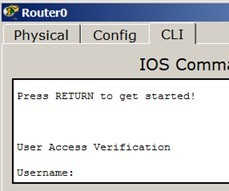 Router0
Physical Config CLI
IOS Comma
Press RETURN to get started!
User Access Verification
Username: